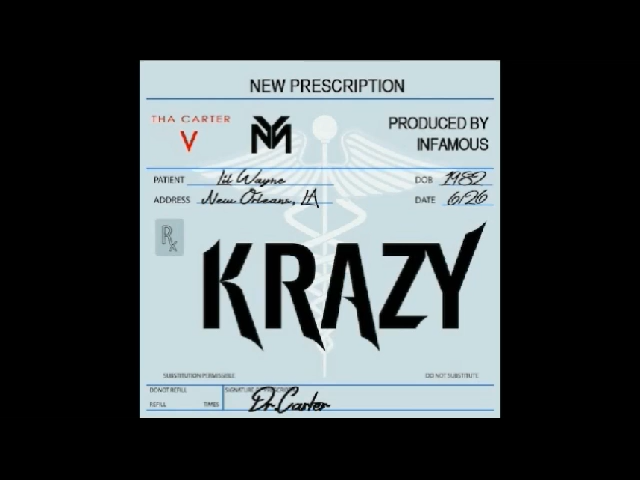 NEW PRESCRIPTION
THA CARTER
V
YM
PRODUCED BY
INFAMOUS
PATIENT Lil Wayne DOB 1982
ADDRESS New Orleans, LA DATE 6/26
Rx
KRAZY
SUBSTITUTION PERMISSIBLE DO NOT SUBSTITUTE
DO NOT REFILL SIGNATURE
REFILL TIMES Dr. Carter